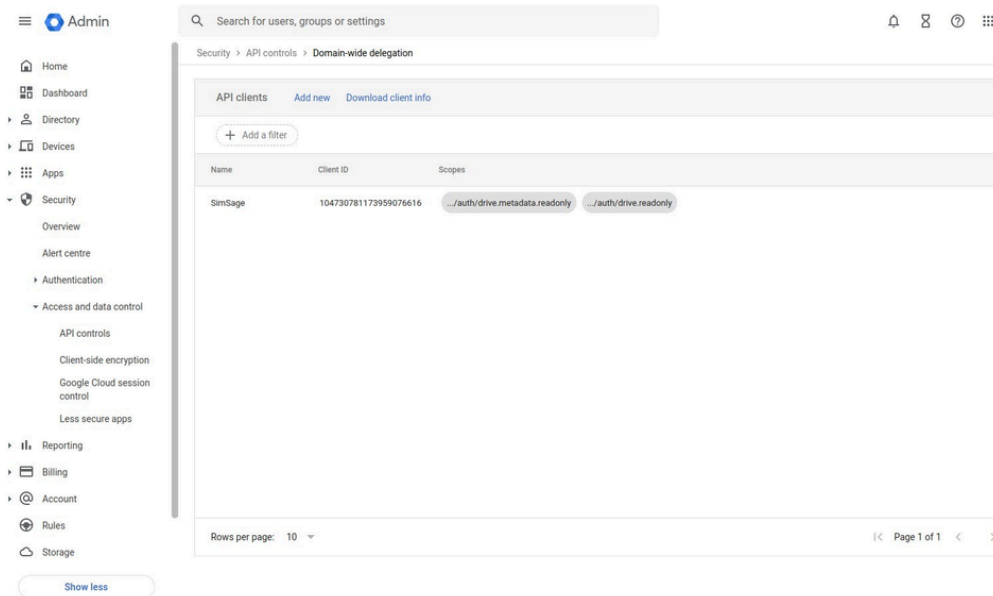 Admin
Search for users, groups or settings
Security > API controls > Domain-wide delegation
Home
Dashboard
Directory
Devices
Apps
Security
Overview
Alert centre
Authentication
Access and data control
API controls
Client-side encryption
Google Cloud session
control
Less secure apps
Reporting
Billing
Account
Rules
Storage
Show less
API clients Add new Download client info
+ Add a filter
Name Client ID Scopes
SimSage 104730781173959076616 .../auth/drive.metadata.readonly .../auth/drive.readonly
Rows per page: 10 Page 1 of 1